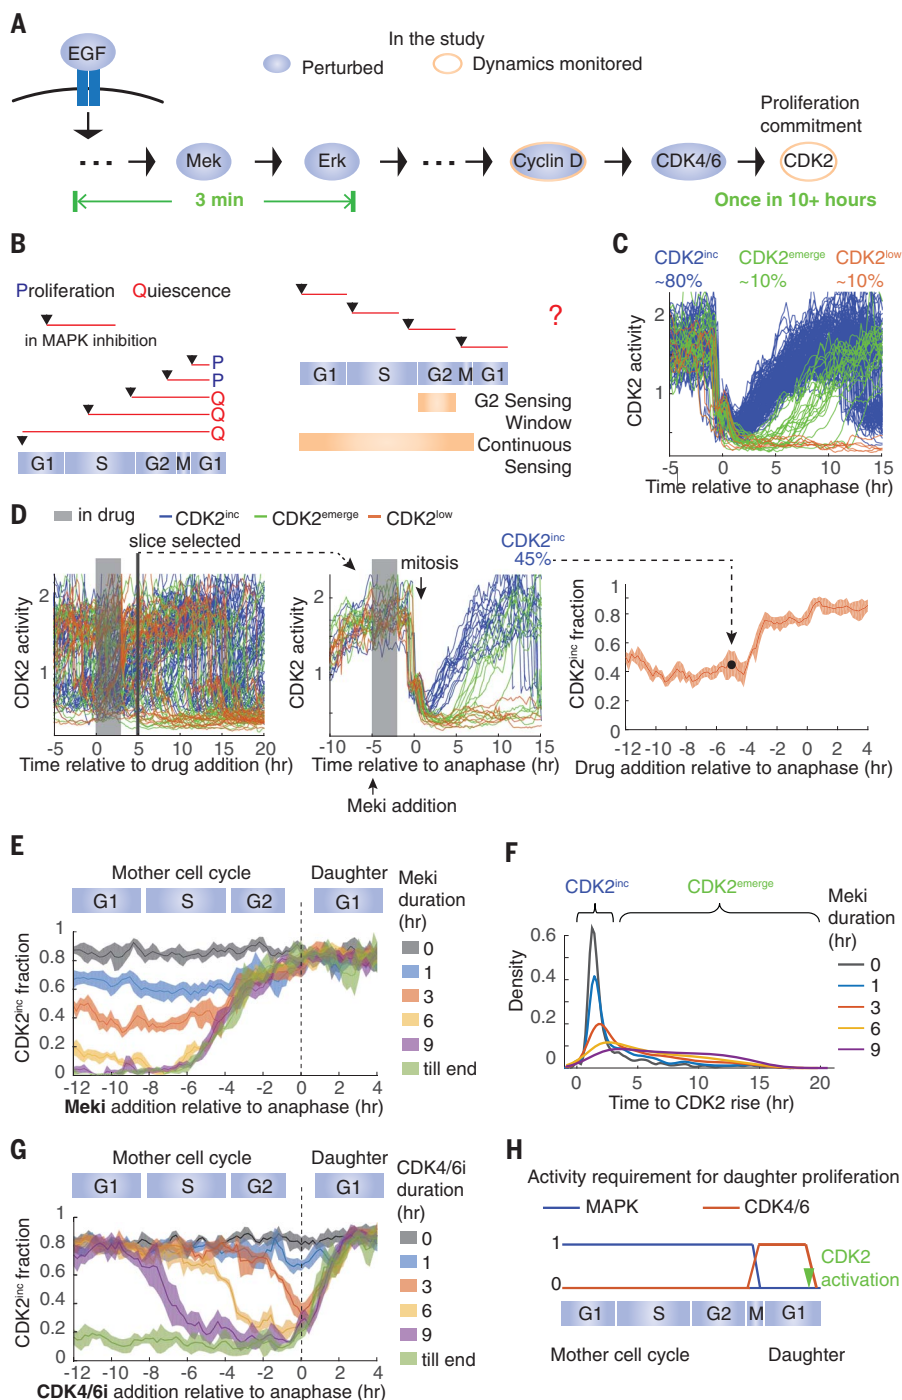 A
EGF
In the study
Perturbed
Dynamics monitored
Proliferation
commitment
...
Mek
Erk
...
Cyclin D
CDK4/6
CDK2
3 min
Once in 10+ hours
B
Proliferation Quiescence
in MAPK inhibition
P
P
Q
Q
Q
G1 S G2 M G1
?
G1 S G2 M G1
G2 Sensing
Window
Continuous
Sensing
C
CDK2inc CDK2emerge CDK2low
~80% ~10% ~10%
CDK2 activity
2
1
-5 0 5 10 15
Time relative to anaphase (hr)
D
in drug CDK2inc CDK2emerge CDK2low
slice selected
CDK2 activity
2
1
-5 0 5 10 15 20
Time relative to drug addition (hr)
mitosis
CDK2 activity
2
1
-10 -5 0 5 10 15
Time relative to anaphase (hr)
Meki addition
CDK2inc
45%
CDK2inc fraction
1
0.8
0.6
0.4
0.2
0
-12 -10 -8 -6 -4 -2 0 2 4
Drug addition relative to anaphase (hr)
E
Mother cell cycle Daughter
G1 S G2 G1
CDK2inc fraction
1
0.8
0.6
0.4
0.2
0
-12 -10 -8 -6 -4 -2 0 2 4
Meki addition relative to anaphase (hr)
Meki
duration
(hr)
0
1
3
6
9
till end
F
CDK2inc CDK2emerge
Density
0.6
0.4
0.2
0
0 5 10 15 20
Time to CDK2 rise (hr)
Meki
duration
(hr)
0
1
3
6
9
G
Mother cell cycle Daughter
G1 S G2 G1
CDK2inc fraction
1
0.8
0.6
0.4
0.2
0
-12 -10 -8 -6 -4 -2 0 2 4
CDK4/6i addition relative to anaphase (hr)
CDK4/6i
duration
(hr)
0
1
3
6
9
till end
H
Activity requirement for daughter proliferation
MAPK CDK4/6
1
0
CDK2
activation
G1 S G2 M G1
Mother cell cycle Daughter